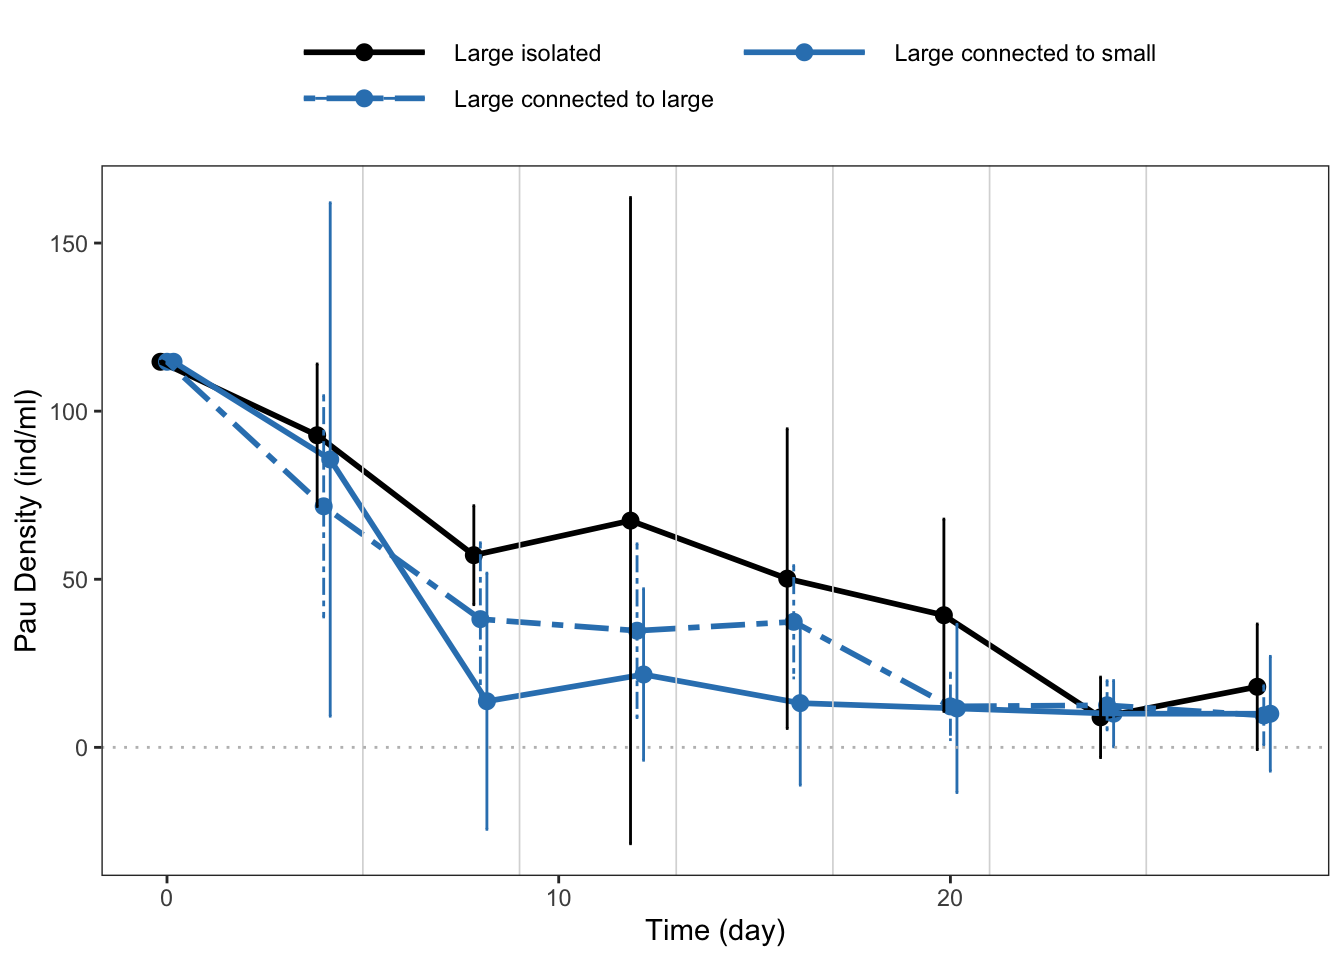 Large isolated
Large connected to small
Large connected to large
150
100
50
0
Pau Density (ind/ml)
0
10
20
Time (day)